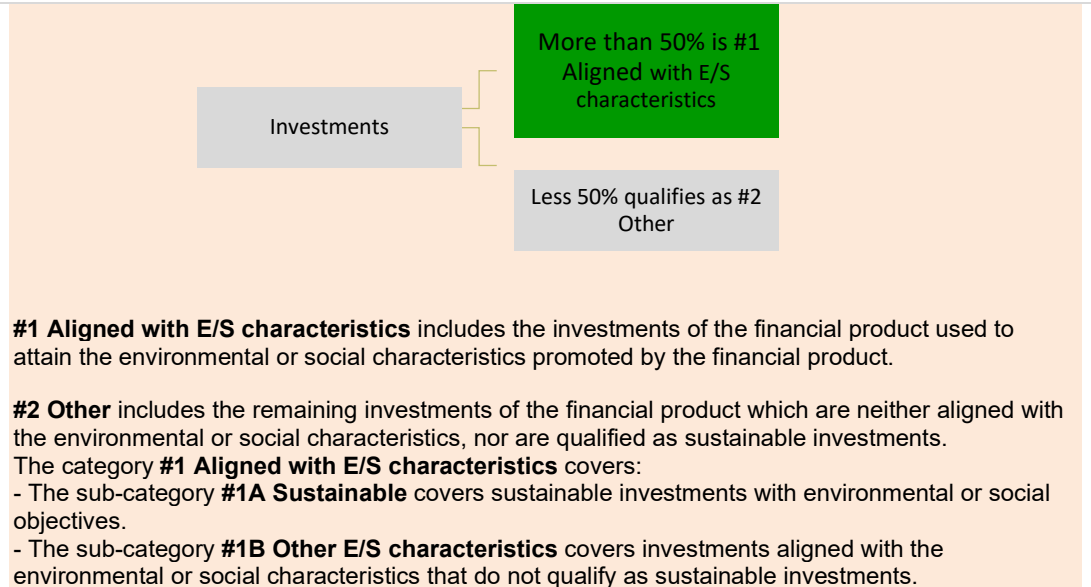 More than 50% is #1
Aligned with E/S
characteristics
Investments
Less 50% qualifies as #2
Other
#1 Aligned with E/S characteristics includes the investments of the financial product used to
attain the environmental or social characteristics promoted by the financial product.
#2 Other includes the remaining investments of the financial product which are neither aligned with
the environmental or social characteristics, nor are qualified as sustainable investments.
The category #1 Aligned with E/S characteristics covers:
- The sub-category #1A Sustainable covers sustainable investments with environmental or social
objectives.
- The sub-category #1B Other E/S characteristics covers investments aligned with the
environmental or social characteristics that do not qualify as sustainable investments.